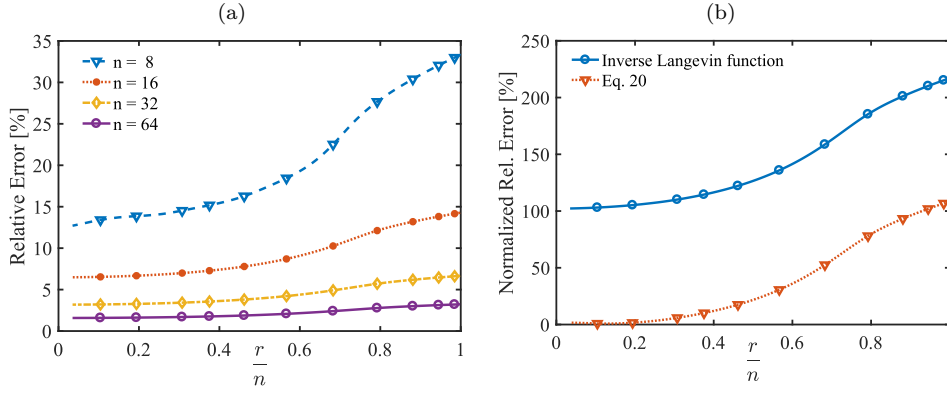 (a)
35
30
25
20
15
10
5
0
Relative Error [%]
n = 8
n = 16
n = 32
n = 64
0
0.2
0.4
0.6
0.8
1
r
n
(b)
250
200
150
100
50
0
Normalized Rel. Error [%]
Inverse Langevin function
Eq. 20
0
0.2
0.4
0.6
0.8
r
n